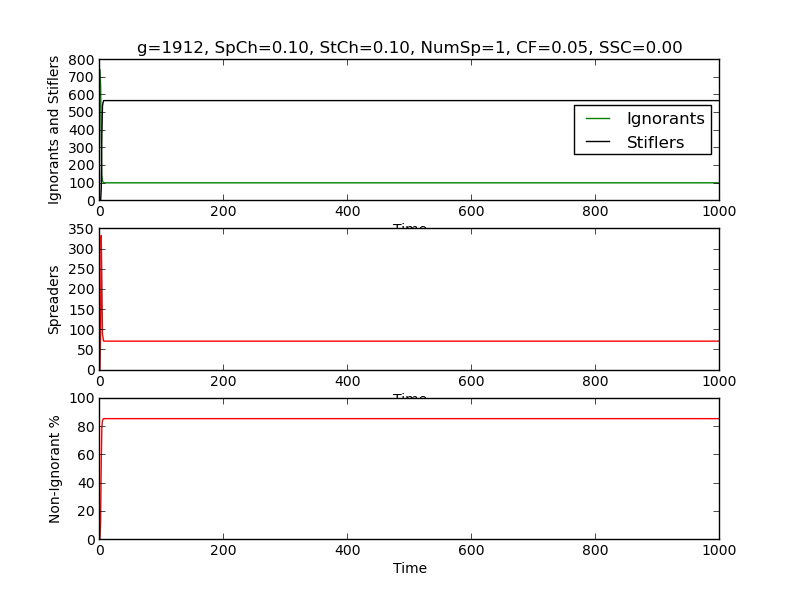 g=1912, SpCh=0.10, StCh=0.10, NumSp=1, CF=0.05, SSC=0.00
Ignorants and Stiflers
800
700
600
500
400
300
200
100
0
Ignorants
Stiflers
0 200 400 600 800 1000
Time
Spreaders
350
300
250
200
150
100
50
0
0 200 400 600 800 1000
Time
Non-Ignorant %
100
80
60
40
20
0
0 200 400 600 800 1000
Time